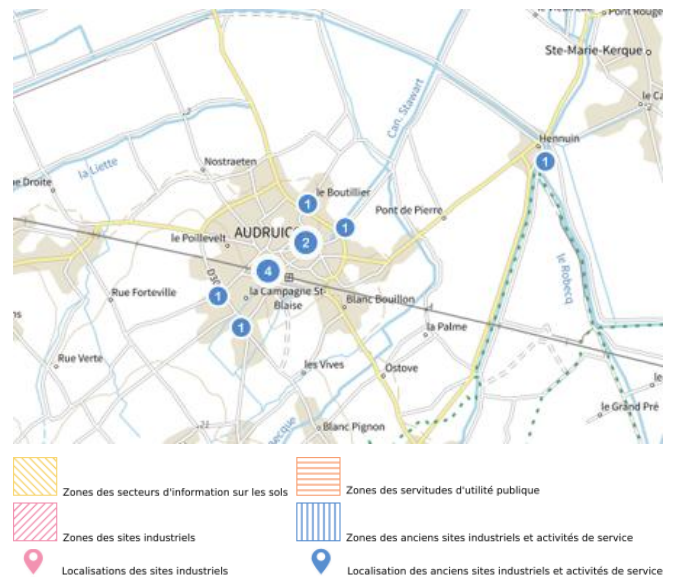 Pont Rouge
Ste-Marie-Kerque
Can. Stawart
Hennuin
1
Nostraeten
la Liette
le Boutillier
1
Pont de Pierre
1
AUDRUIC
2
le Poillevelt
le Robecq
4
D30
Rue Forteville
1
la Campagne St-
Blaise
Blanc Bouillon
1
la Palme
Rue Verte
les Vives
Ostove
le Grand Pré
21
Blanc Pignon
Zones des secteurs d'information sur les sols
Zones des servitudes d'utilité publique
Zones des sites industriels
Zones des anciens sites industriels et activités de service
Localisations des sites industriels
Localisation des anciens sites industriels et activités de service